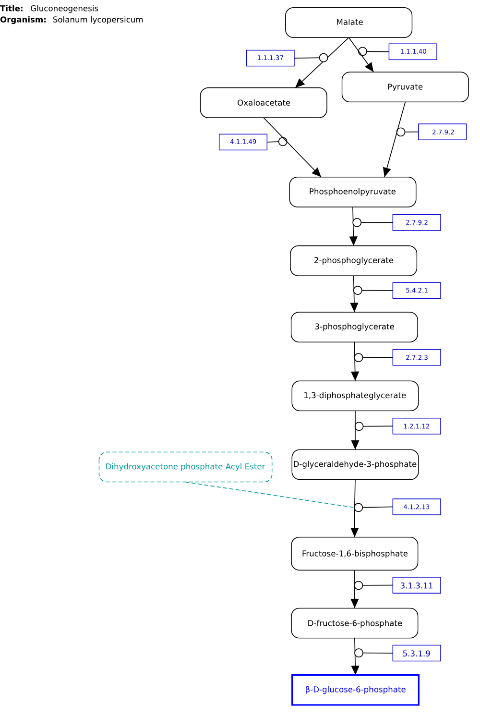 Title: Gluconeogenesis
Organism: Solanum lycopersicum
Malate
1.1.1.37
1.1.1.40
Pyruvate
Oxaloacetate
4.1.1.49
2.7.9.2
Phosphoenolpyruvate
2.7.9.2
2-phosphoglycerate
5.4.2.1
3-phosphoglycerate
2.7.2.3
1,3-diphosphateglycerate
1.2.1.12
D-glyceraldehyde-3-phosphate
Dihydroxyacetone phosphate Acyl Ester
4.1.2.13
Fructose-1,6-bisphosphate
3.1.3.11
D-fructose-6-phosphate
5.3.1.9
β-D-glucose-6-phosphate